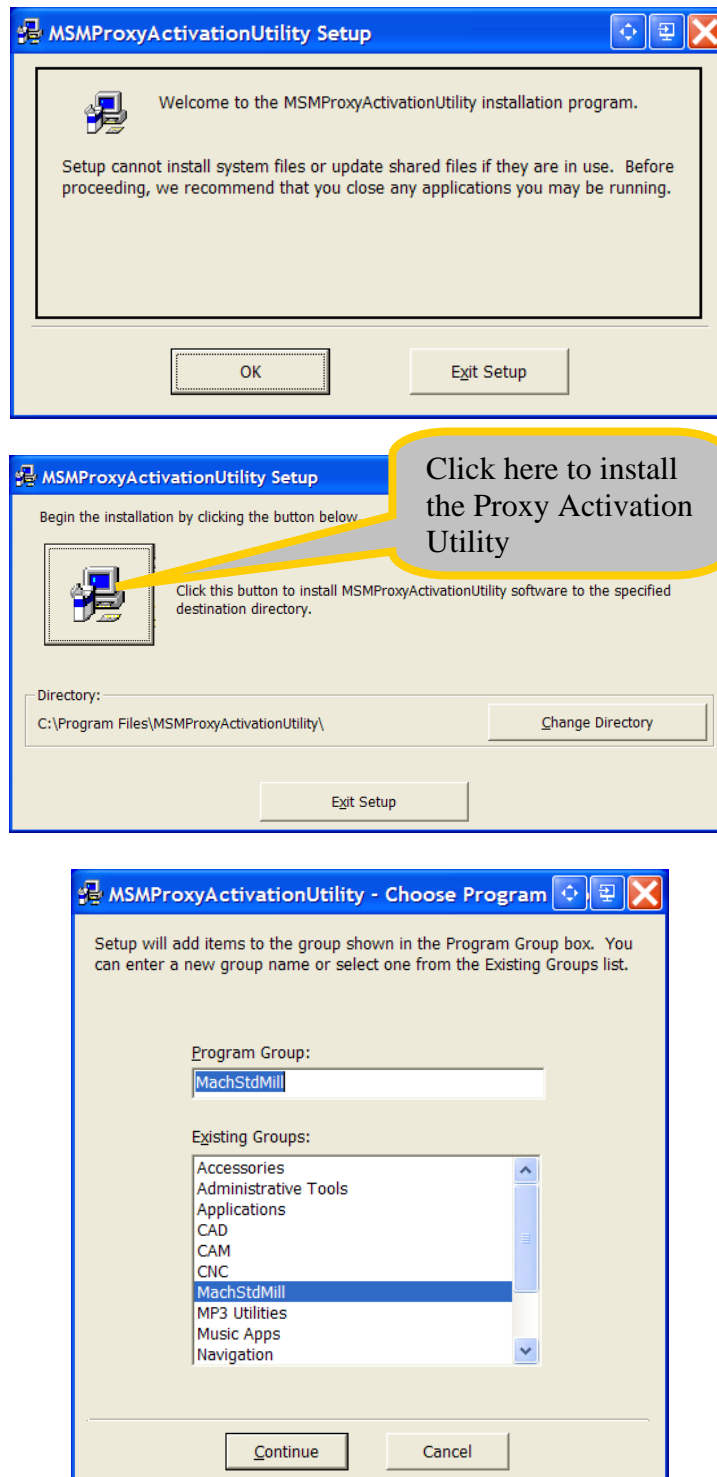 MSMProxyActivationUtility Setup
Welcome to the MSMProxyActivationUtility installation program.
Setup cannot install system files or update shared files if they are in use.  Before
proceeding, we recommend that you close any applications you may be running.
OK
Exit Setup
MSMProxyActivationUtility Setup
Click here to install
the Proxy Activation
Utility
Begin the installation by clicking the button below
Click this button to install MSMProxyActivationUtility software to the specified
destination directory.
Directory:
C:\Program Files\MSMProxyActivationUtility\
Change Directory
Exit Setup
MSMProxyActivationUtility - Choose Program
Setup will add items to the group shown in the Program Group box.  You
can enter a new group name or select one from the Existing Groups list.
Program Group:
MachStdMill
Existing Groups:
Accessories
Administrative Tools
Applications
CAD
CAM
CNC
MachStdMill
MP3 Utilities
Music Apps
Navigation
Continue
Cancel